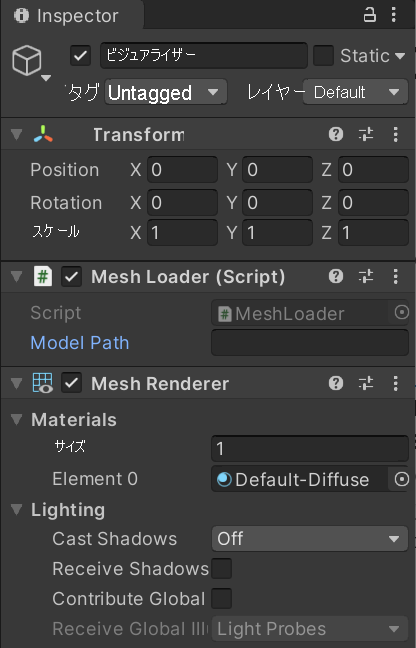 Inspector
ビジュアライザー Static
タグ Untagged レイヤー Default
Transform
Position X 0 Y 0 Z 0
Rotation X 0 Y 0 Z 0
スケール X 1 Y 1 Z 1
# Mesh Loader (Script)
Script # MeshLoader
Model Path
Mesh Renderer
Materials
サイズ 1
Element 0 Default-Diffuse
Lighting
Cast Shadows Off
Receive Shadows
Contribute Global
Receive Global Illu Light Probes